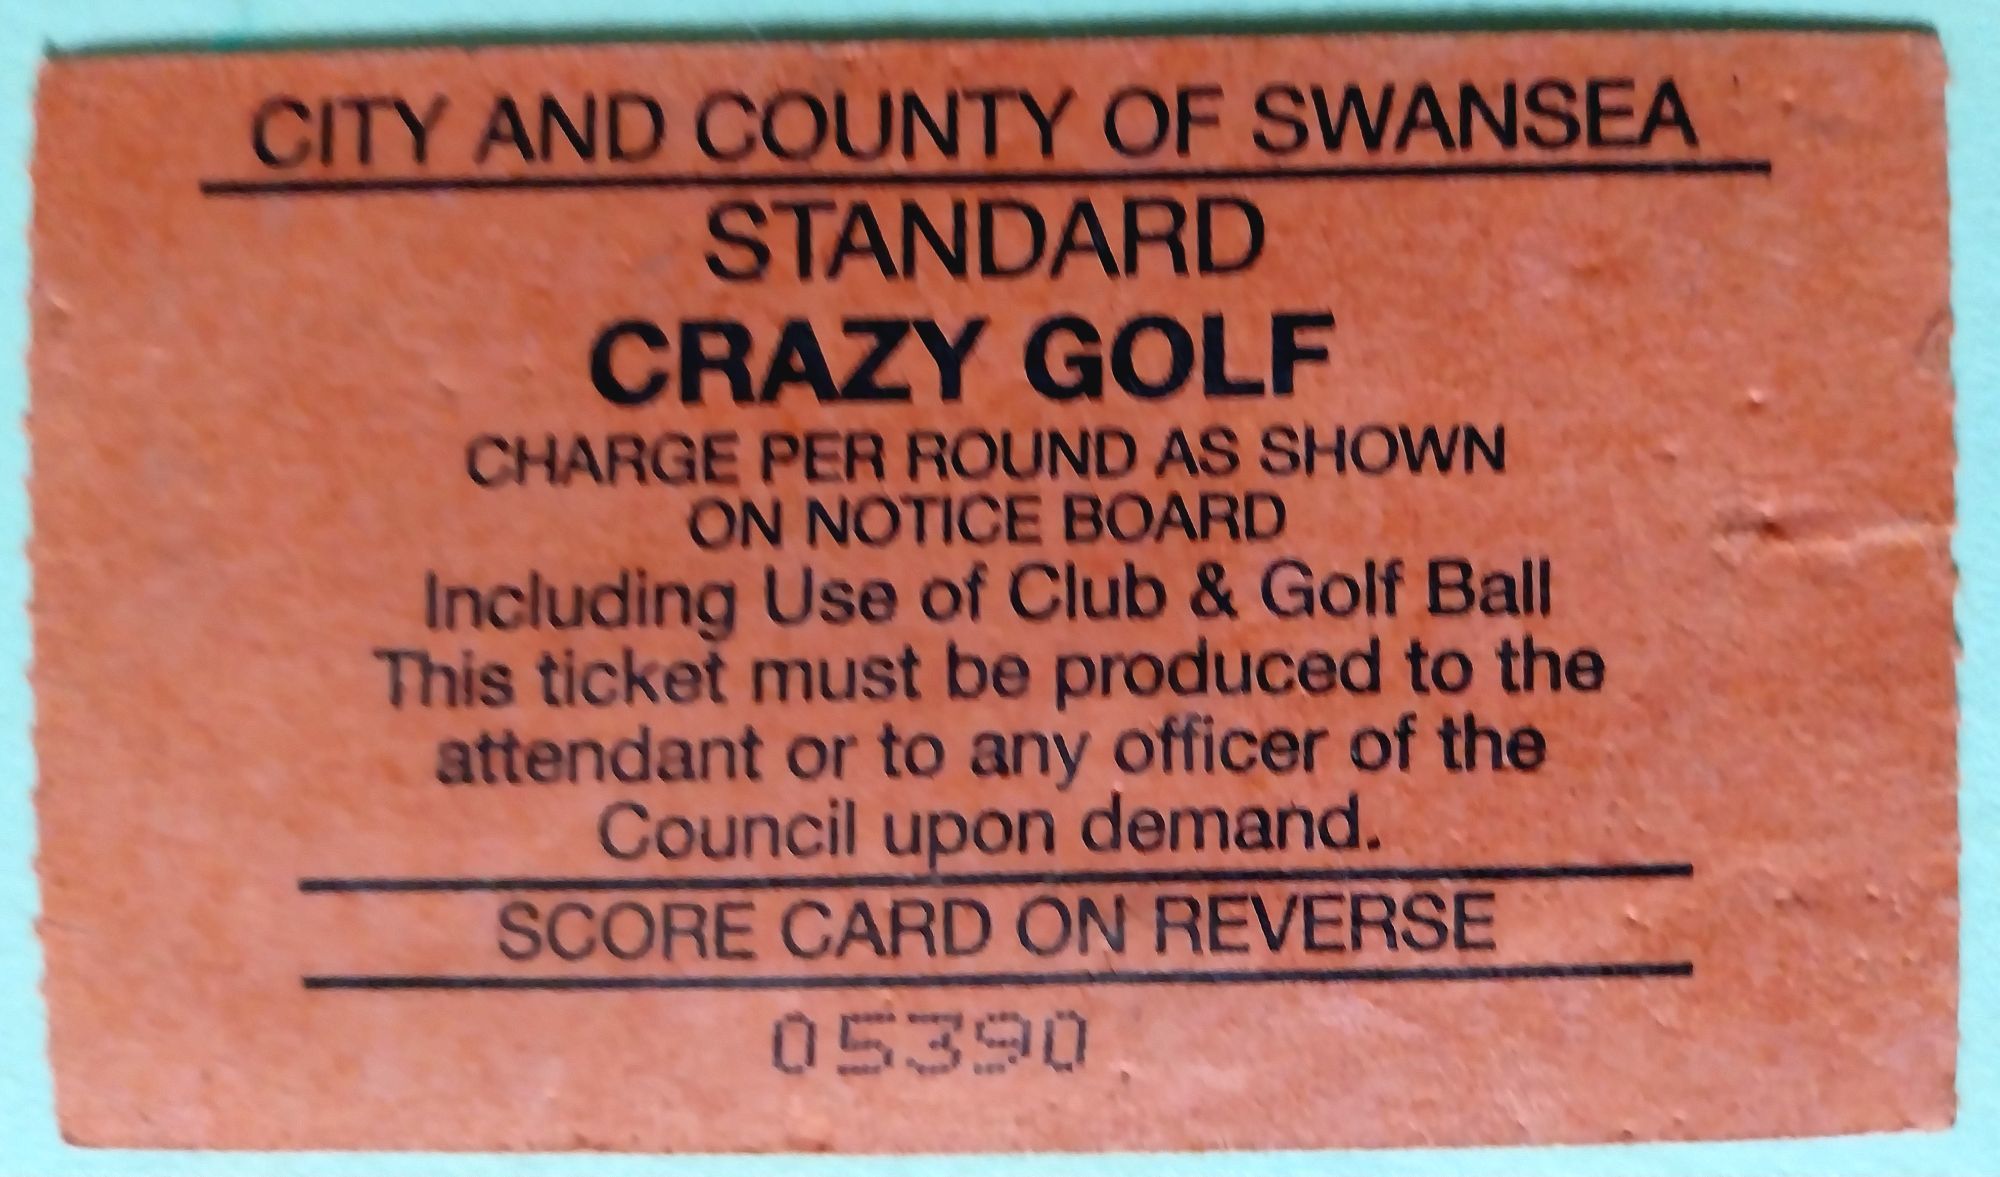 CITY AND COUNTY OF SWANSEA
STANDARD
CRAZY GOLF
CHARGE PER ROUND AS SHOWN
ON NOTICE BOARD
Including Use of Club & Golf Ball
This ticket must be produced to the
attendant or to any officer of the
Council upon demand.
SCORE CARD ON REVERSE
05390